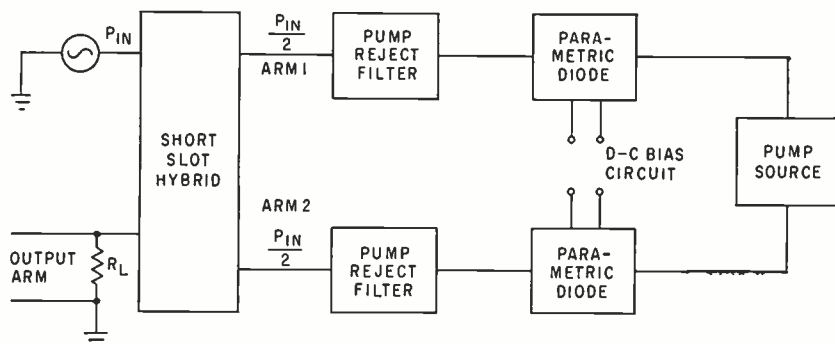 P_IN
P_IN
2
ARM 1
PUMP
REJECT
FILTER
PARA-
METRIC
DIODE
SHORT
SLOT
HYBRID
D-C BIAS
CIRCUIT
PUMP
SOURCE
OUTPUT
ARM
R_L
ARM 2
P_IN
2
PUMP
REJECT
FILTER
PARA-
METRIC
DIODE